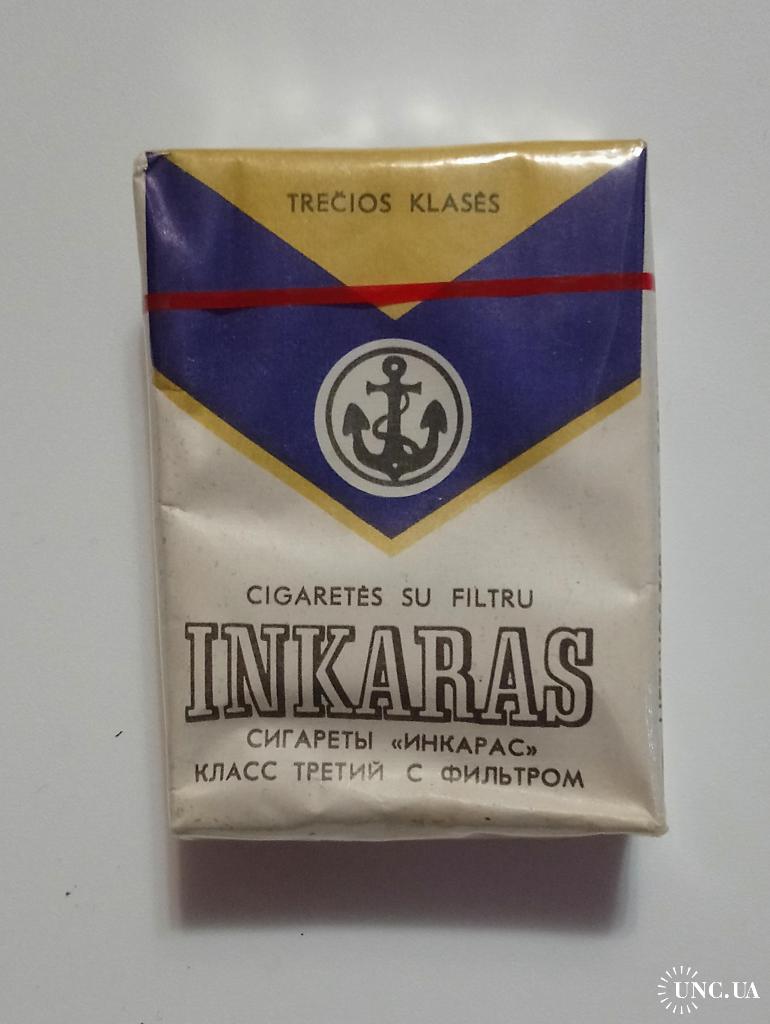 TREČIOS KLASĖS
CIGARETĖS SU FILTRU
INKARAS
СИГАРЕТЫ «ИНКАРАС»
КЛАСС ТРЕТИЙ С ФИЛЬТРОМ
UNC.UA